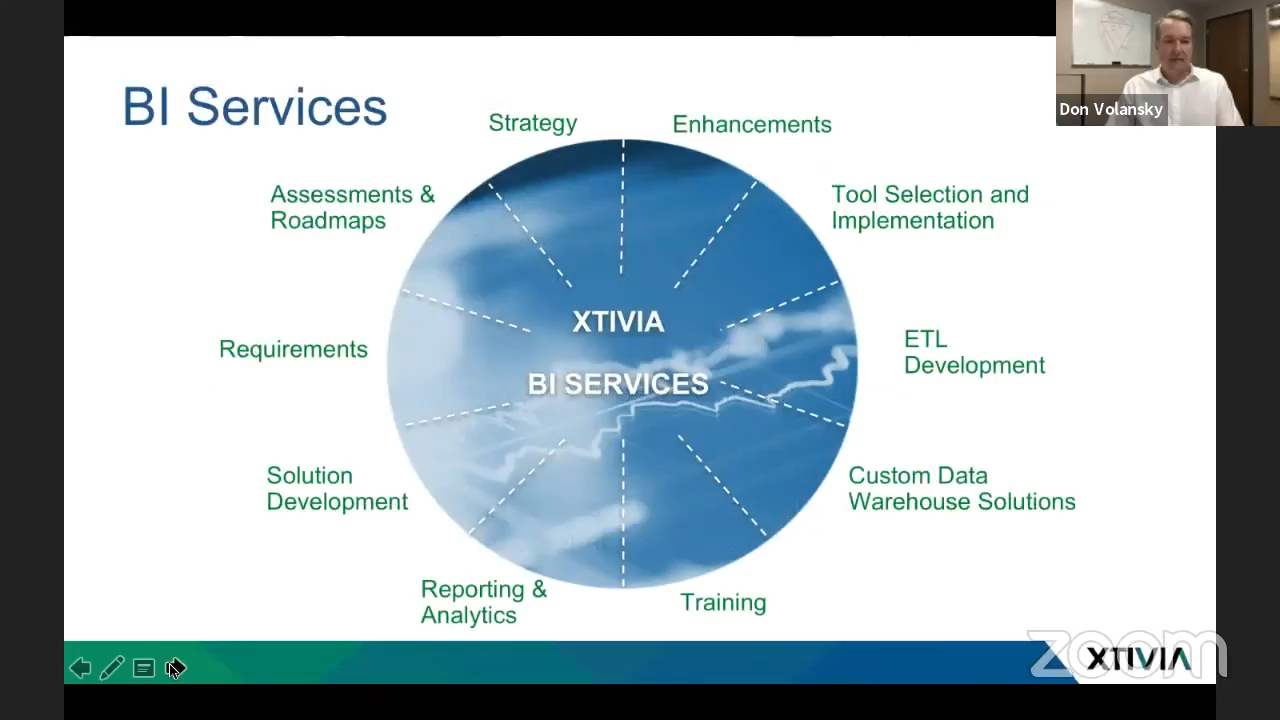 Don Volansky
BI Services
Strategy
Enhancements
Assessments &
Roadmaps
Tool Selection and
Implementation
Requirements
XTIVIA
BI SERVICES
ETL
Development
Solution
Development
Custom Data
Warehouse Solutions
Reporting &
Analytics
Training
zoom
XTIVIA